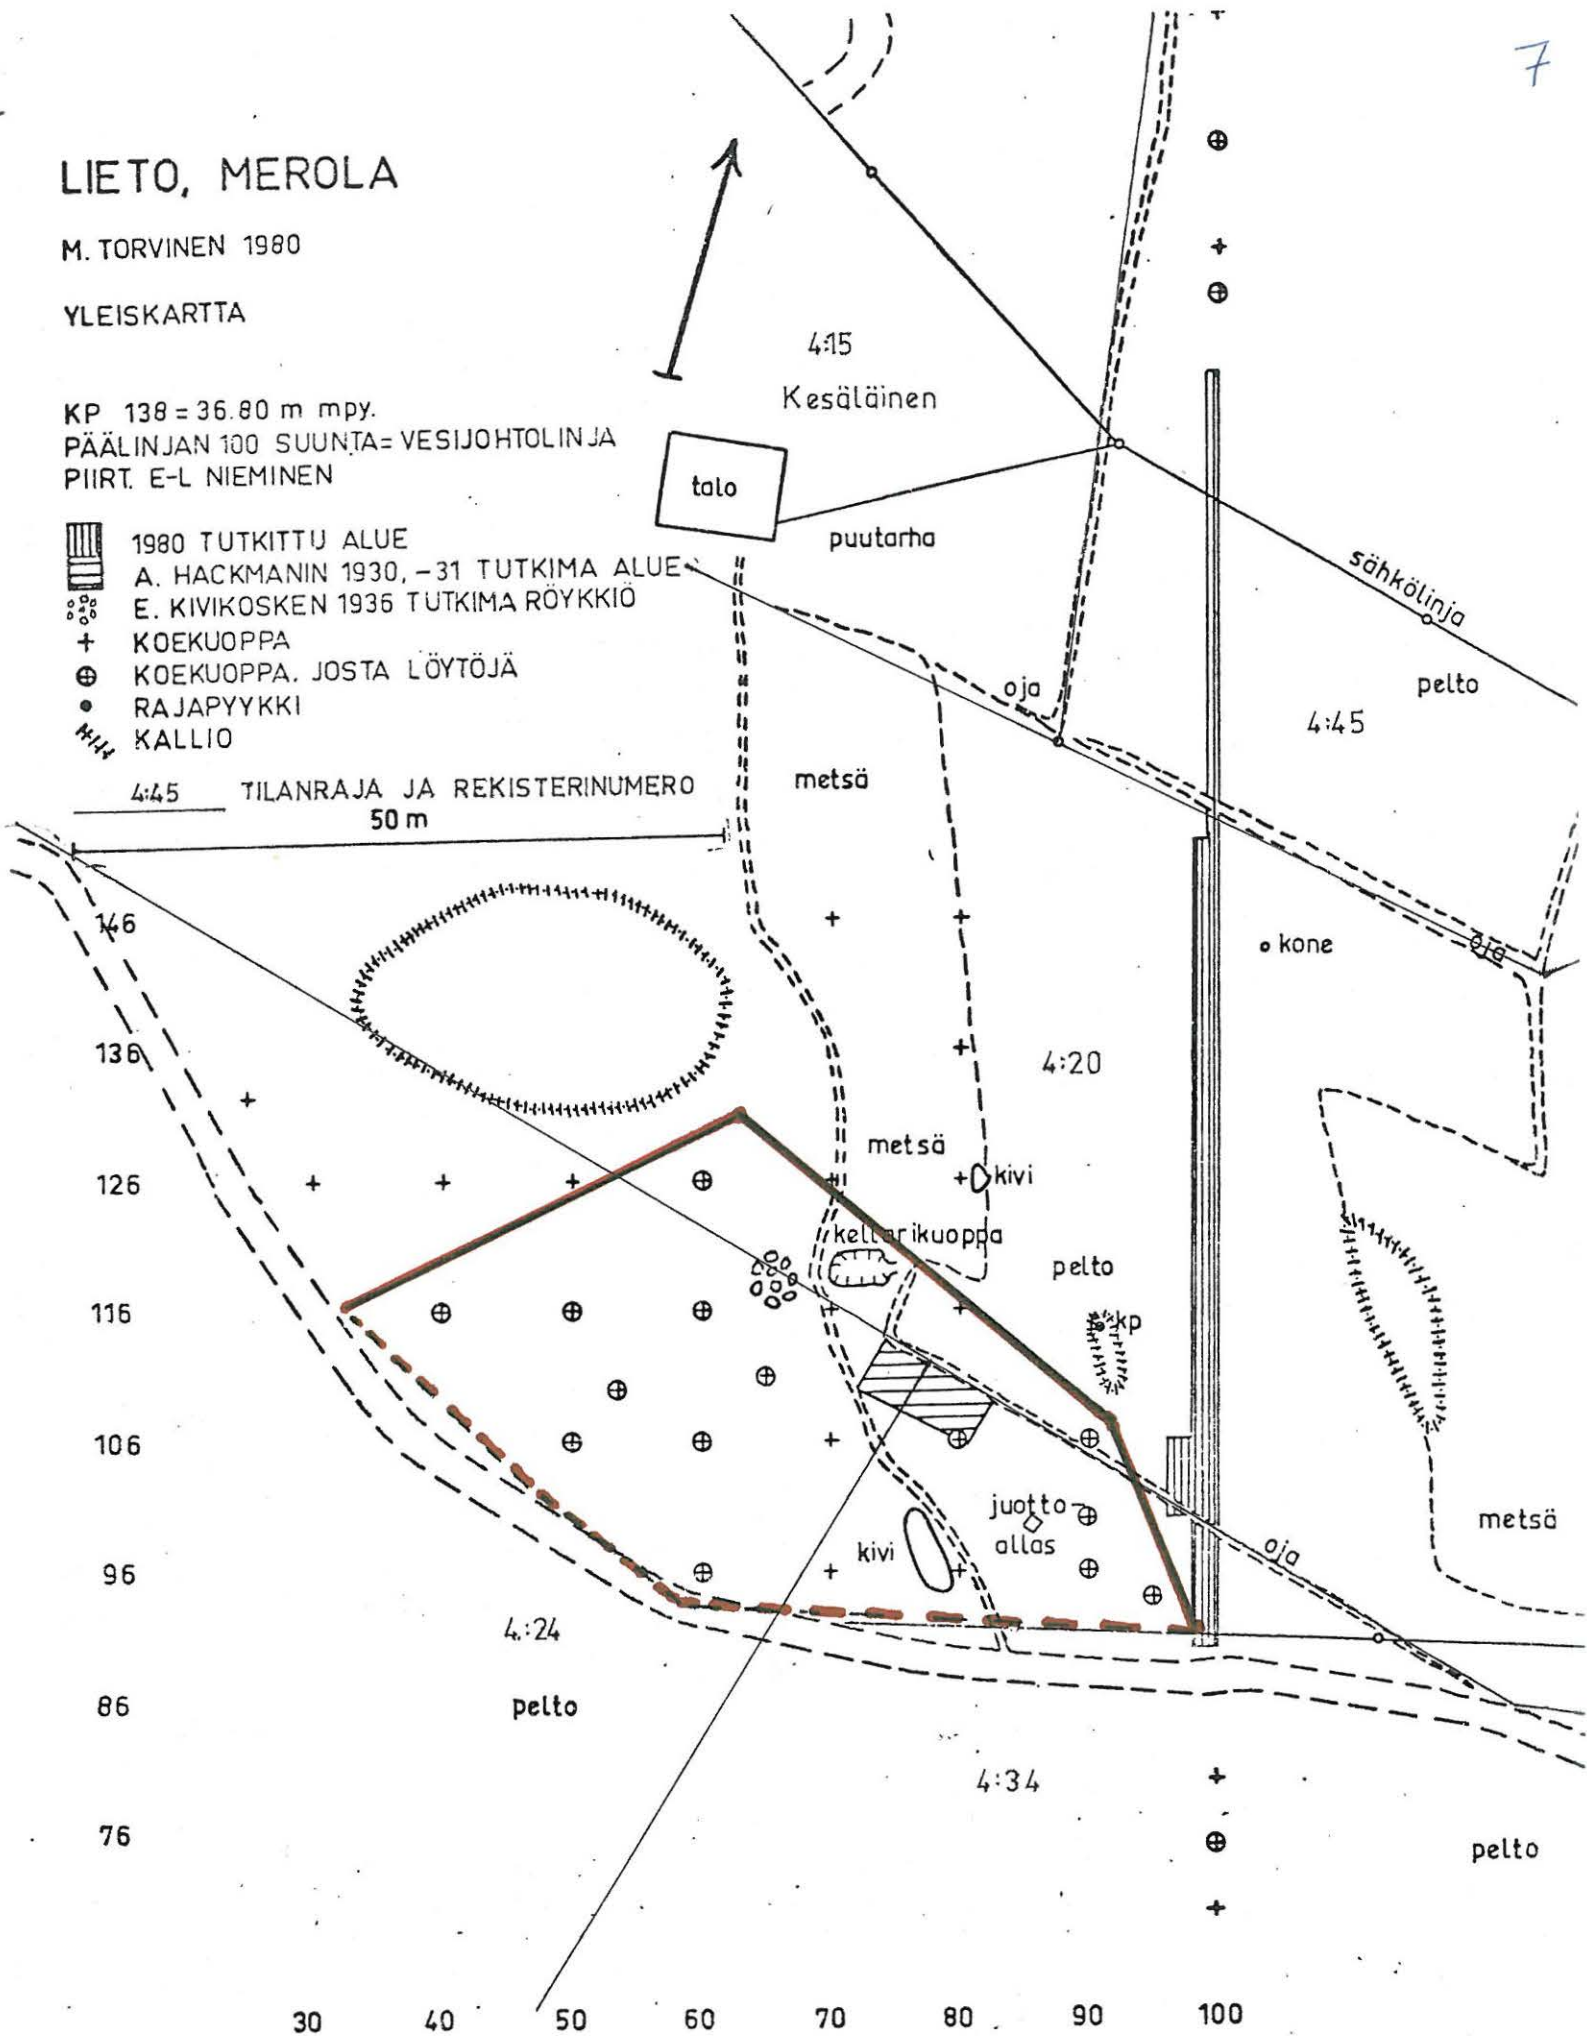 7
LIETO, MEROLA
M. TORVINEN 1980
YLEISKARTTA
KP 138 = 36.80 m mpy.
PÄÄLINJAN 100 SUUNTA= VESIJOHTOLINJA
PIIRT. E-L NIEMINEN
1980 TUTKITTU ALUE
A. HACKMANIN 1930, -31 TUTKIMA ALUE
E. KIVIKOSKEN 1936 TUTKIMA RÖYKKIÖ
KOEKUOPPA
KOEKUOPPA. JOSTA LÖYTÖJÄ
RAJAPYYKKI
KALLIO
4:45 TILANRAJA JA REKISTERINUMERO
50 m
4:15
Kesäläinen
talo
puutarha
sähkölinja
pelto
oja
4:45
metsä
146
kone
oja
136
4:20
metsä
126
kivi
kellarikuoppa
pelto
116
kp
106
juotto-
allas
metsä
kivi
oja
96
4:24
86
pelto
4:34
76
pelto
30 40 50 60 70 80 90 100